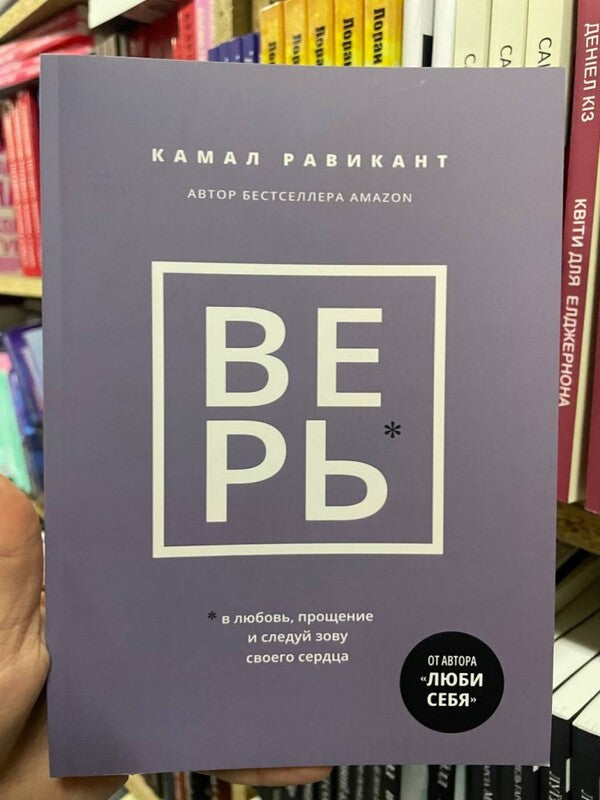 КАМАЛ РАВИКАНТ
АВТОР БЕСТСЕЛЛЕРА AMAZON
ВЕ
РЬ*
* в любовь, прощение
и следуй зову
своего сердца
ОТ АВТОРА
«ЛЮБИ
СЕБЯ»
ДЕНІЕЛ КІЗ
КВІТИ ДЛЯ ЕЛДЖЕРНОНА